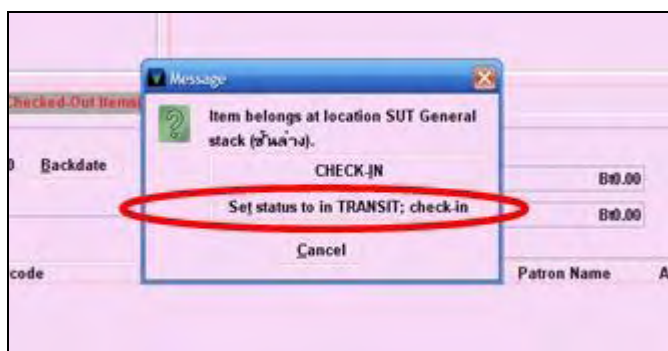 Message
Checked-Out Items
Item belongs at location SUT General
stack (ชั้นล่าง).
Backdate
CHECK-IN
Bt0.00
Set status to in TRANSIT; check-in
Bt0.00
Cancel
code
Patron Name
A